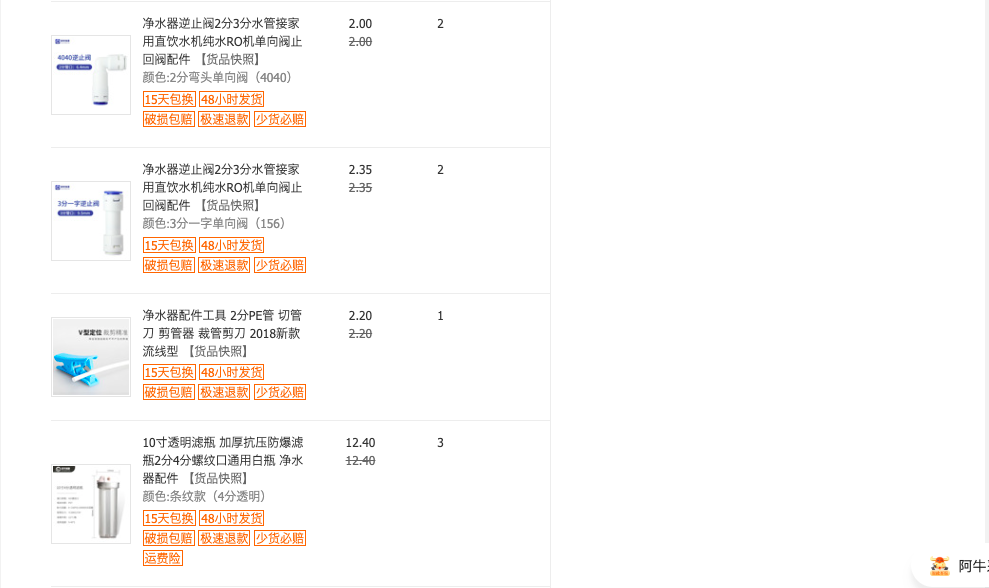 净水器逆止阀2分3分水管接家
用直饮水机纯水RO机单向阀止
回阀配件 【货品快照】
颜色:2分弯头单向阀（4040）
15天包换 48小时发货
破损包赔 极速退款 少货必赔
2.00
2.00
2
4040逆止阀
净水器逆止阀2分3分水管接家
用直饮水机纯水RO机单向阀止
回阀配件 【货品快照】
颜色:3分一字单向阀（156）
15天包换 48小时发货
破损包赔 极速退款 少货必赔
2.35
2.35
2
3分一字逆止阀
净水器配件工具 2分PE管 切管
刀 剪管器 裁管剪刀 2018新款
流线型 【货品快照】
15天包换 48小时发货
破损包赔 极速退款 少货必赔
2.20
2.20
1
V型定位 裁剪精准
10寸透明滤瓶 加厚抗压防爆滤
瓶2分4分螺纹口通用白瓶 净水
器配件 【货品快照】
颜色:条纹款（4分透明）
15天包换 48小时发货
破损包赔 极速退款 少货必赔
运费险
12.40
12.40
3
阿牛